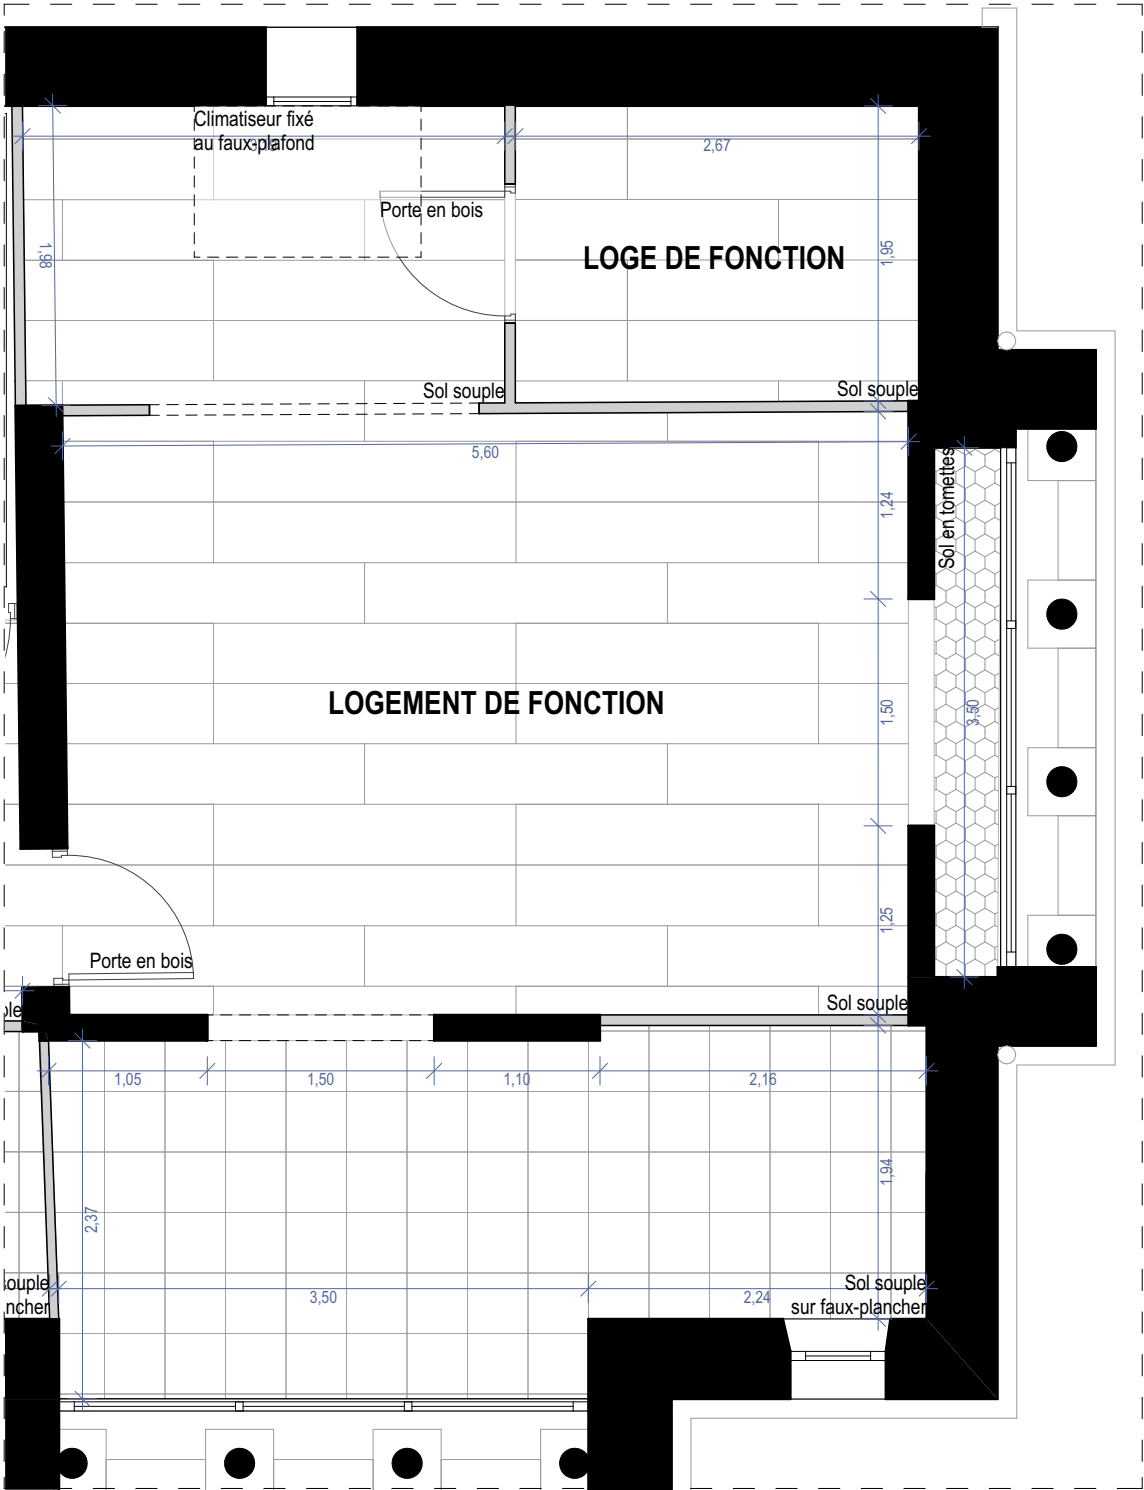 Climatiseur fixé
au faux-plafond
2,67
Porte en bois
1,98
LOGE DE FONCTION
1,95
Sol souple
Sol souple
5,60
Sol en tomettes
1,24
LOGEMENT DE FONCTION
1,50
3,50
1,25
Porte en bois
Sol souple
1,05
1,50
1,10
2,16
1,94
2,37
3,50
2,24
Sol souple
sur faux-plancher